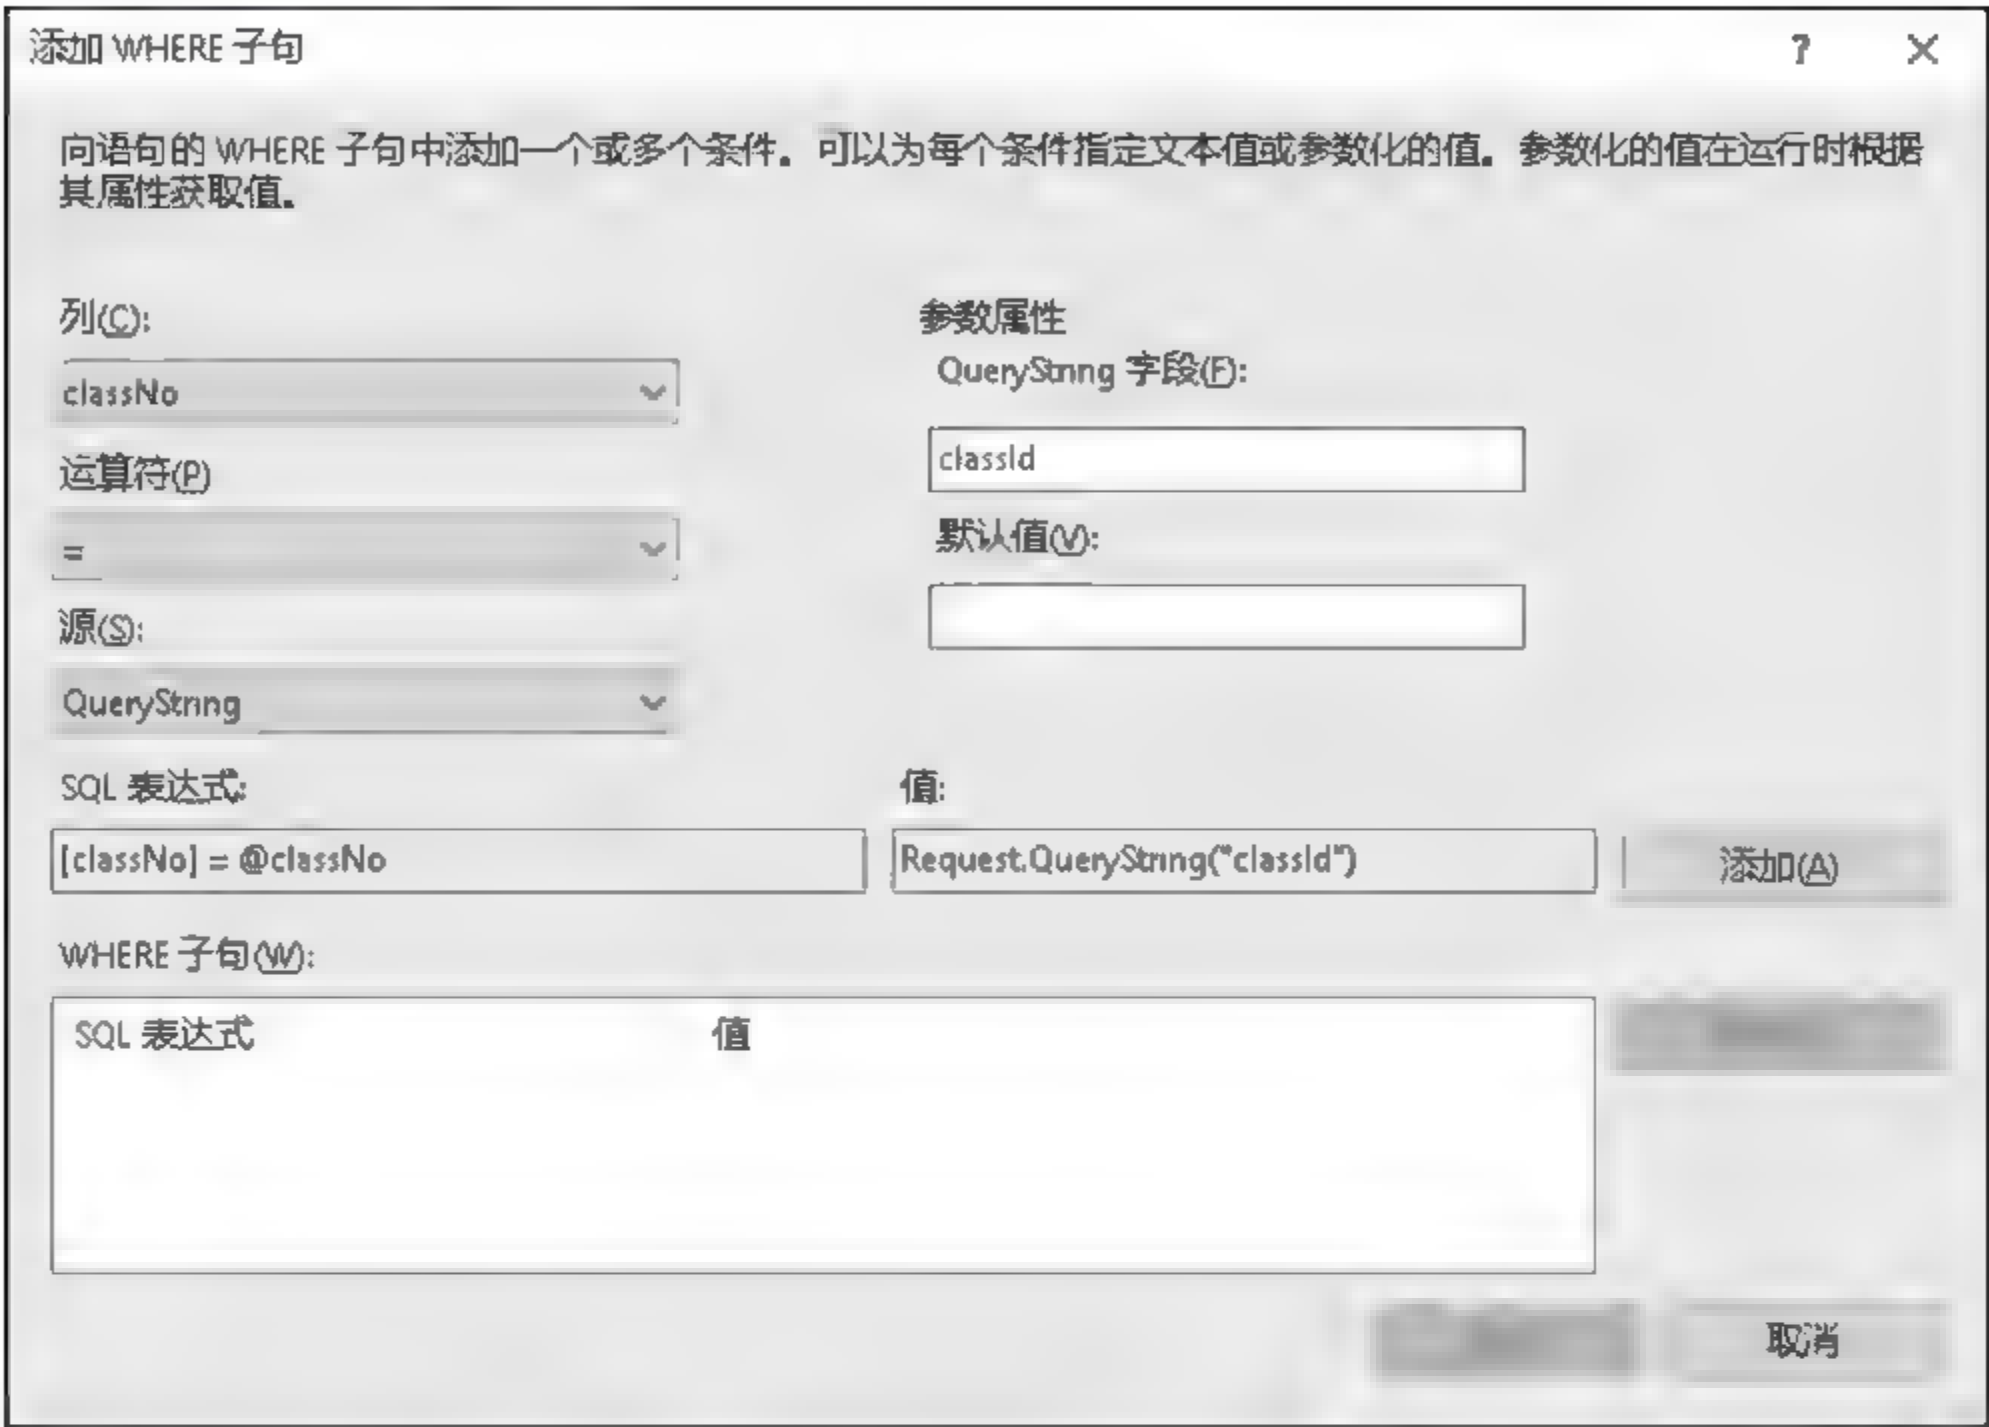 添加 WHERE 子句
?
向语句的 WHERE 子句中添加一个或多个条件。可以为每个条件指定文本值或参数化的值。参数化的值在运行时根据
其属性获取值。
列(C):
classNo
运算符(P)
=
源(S):
QueryString
参数属性
QueryString 字段(F):
classId
默认值(V):
SQL 表达式:
[classNo] = @classNo
值:
Request.QueryString("classId")
添加(A)
WHERE 子句(W):
SQL 表达式 值
取消